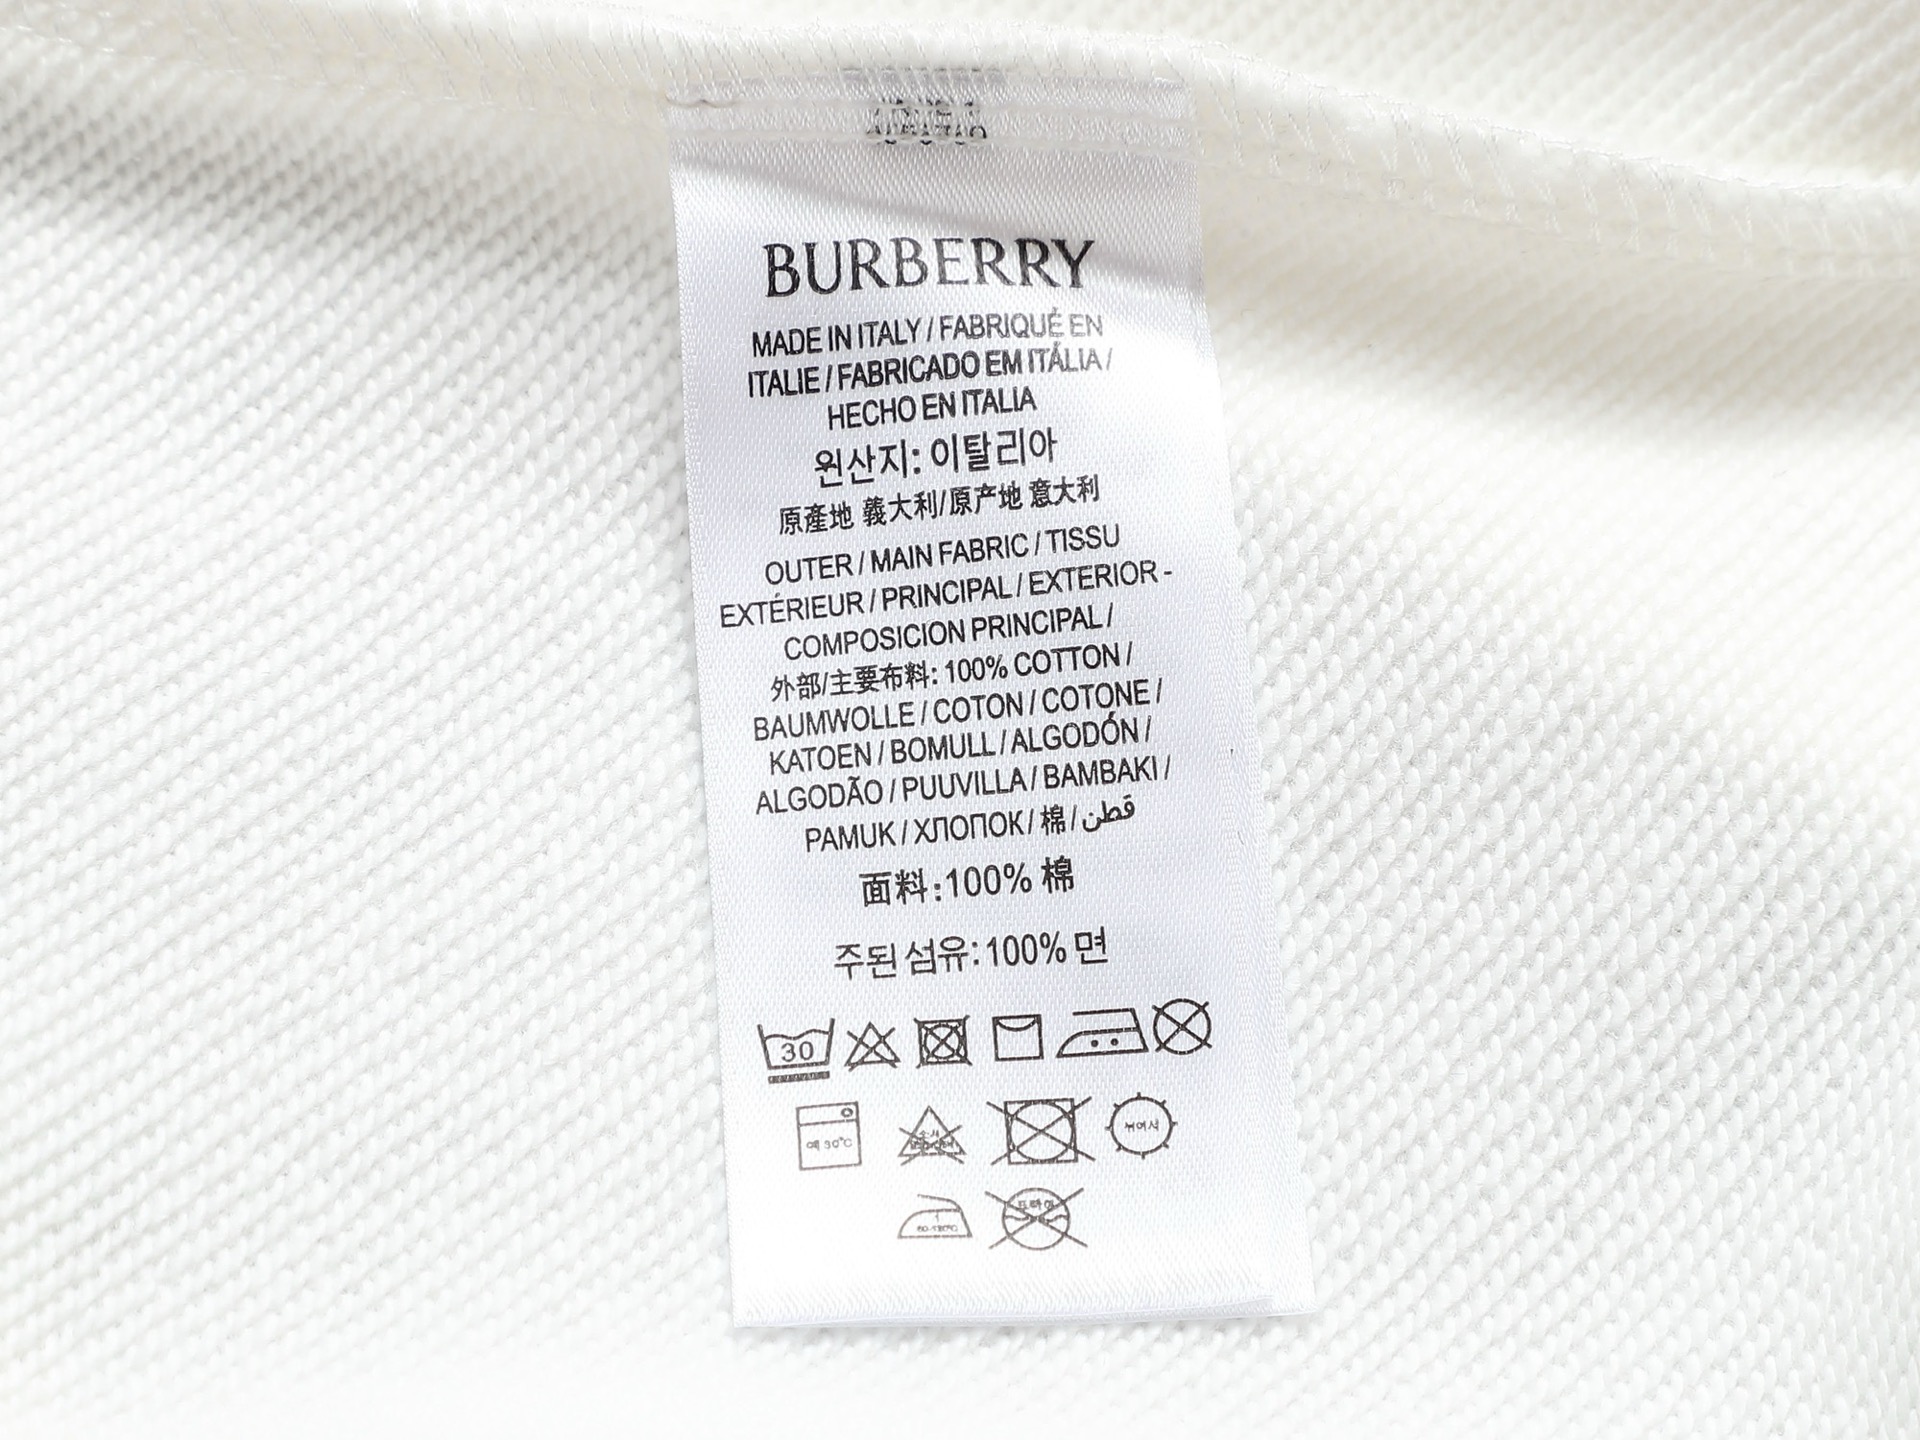 BURBERRY
MADE IN ITALY / FABRIQUÉ EN
ITALIE / FABRICADO EM ITÁLIA /
HECHO EN ITALIA
원산지: 이탈리아
原產地 義大利/原产地 意大利
OUTER / MAIN FABRIC / TISSU
EXTÉRIEUR / PRINCIPAL / EXTERIOR -
COMPOSICION PRINCIPAL /
外部/主要布料: 100% COTTON /
BAUMWOLLE / COTON / COTONE /
KATOEN / BOMULL / ALGODÓN /
ALGODÃO / PUUVILLA / BAMBAKI /
PAMUK / ХЛОПОК / 棉 / قطن
面料:100% 棉
주된 섬유: 100% 면
30
30°C